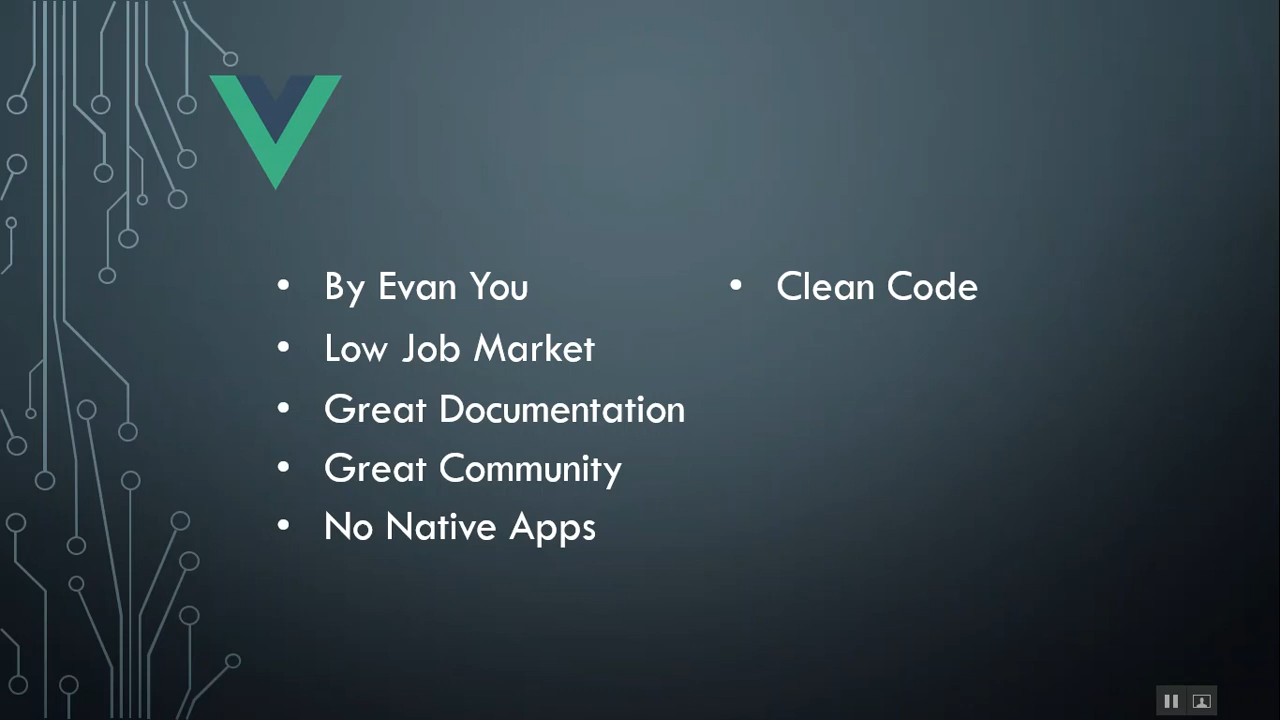 • By Evan You
• Low Job Market
• Great Documentation
• Great Community
• No Native Apps
• Clean Code